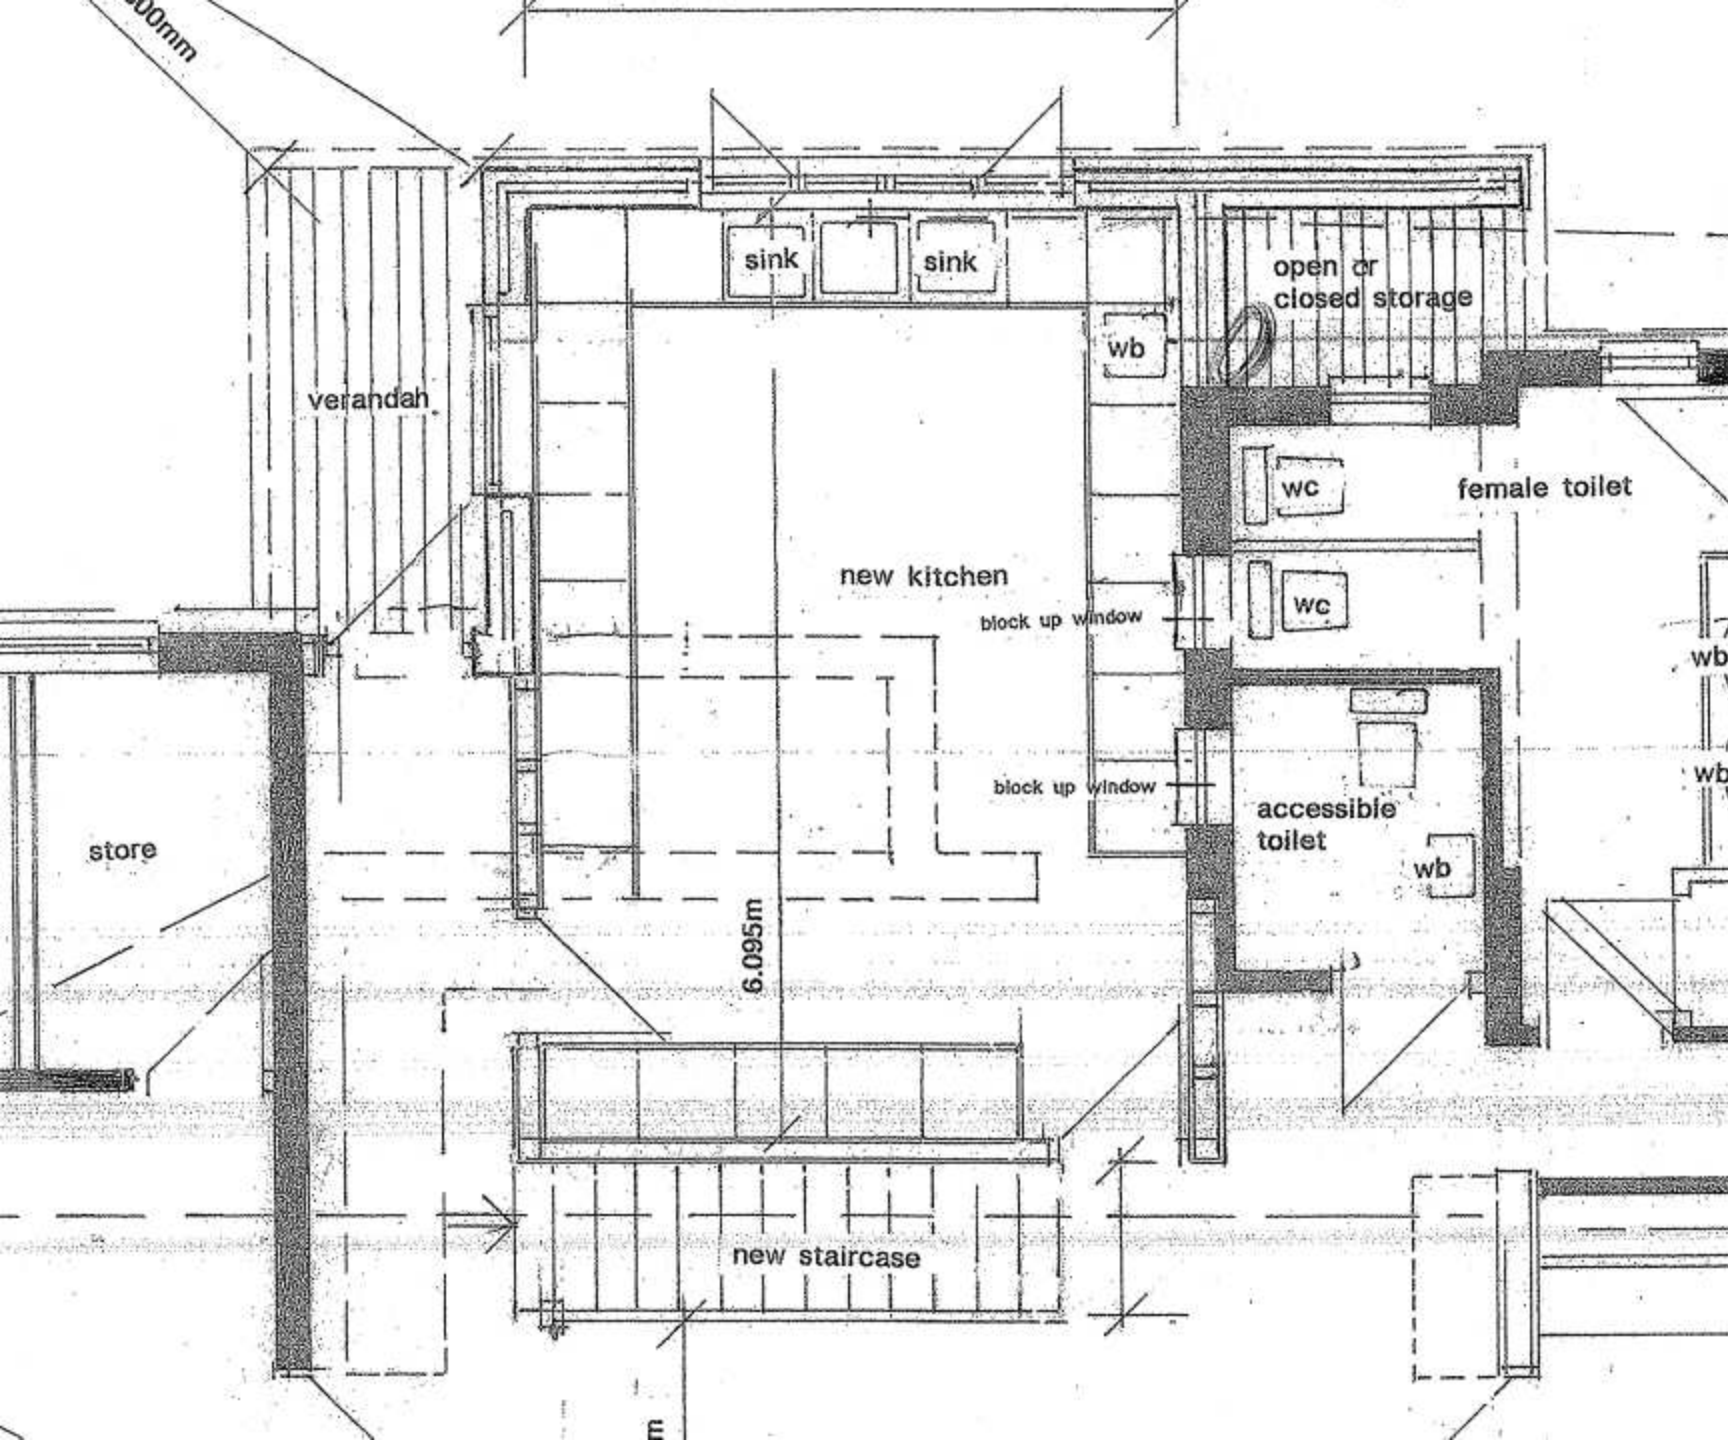 sink
sink
open or
closed storage
wb
verandah
wc
female toilet
new kitchen
wc
block up window
wb
block up window
wb
accessible
toilet
store
wb
6.095m
new staircase
m